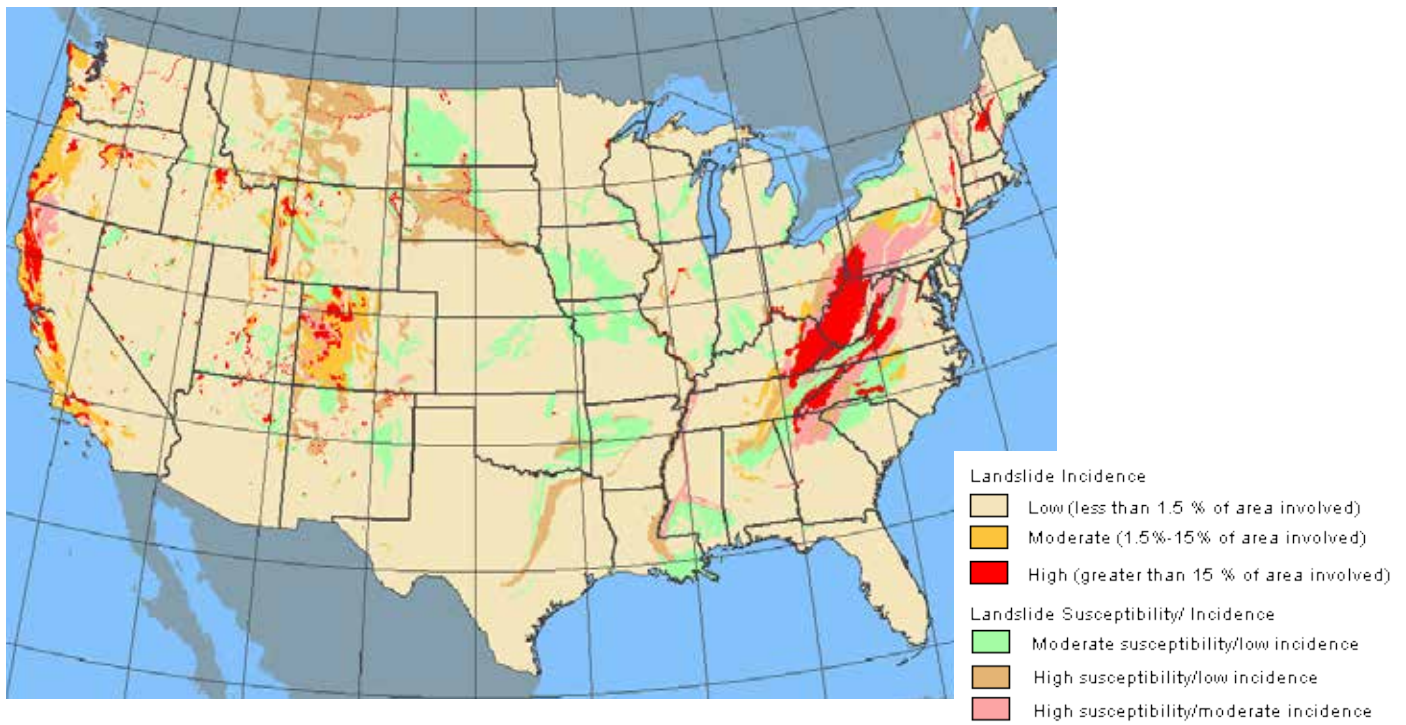 Landslide Incidence
Low (less than 1.5 % of area involved)
Moderate (1.5%-15% of area involved)
High (greater than 15 % of area involved)
Landslide Susceptibility/ Incidence
Moderate susceptibility/low incidence
High susceptibility/low incidence
High susceptibility/moderate incidence